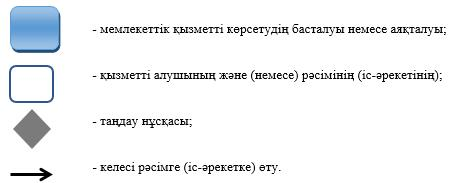 - мемлекеттік қызметті көрсетудің басталуы немесе аяқталуы;
- қызметті алушының және (немесе) рәсімінің (іс-әрекетінің);
- таңдау нұсқасы;
- келесі рәсімге (іс-әрекетке) өту.